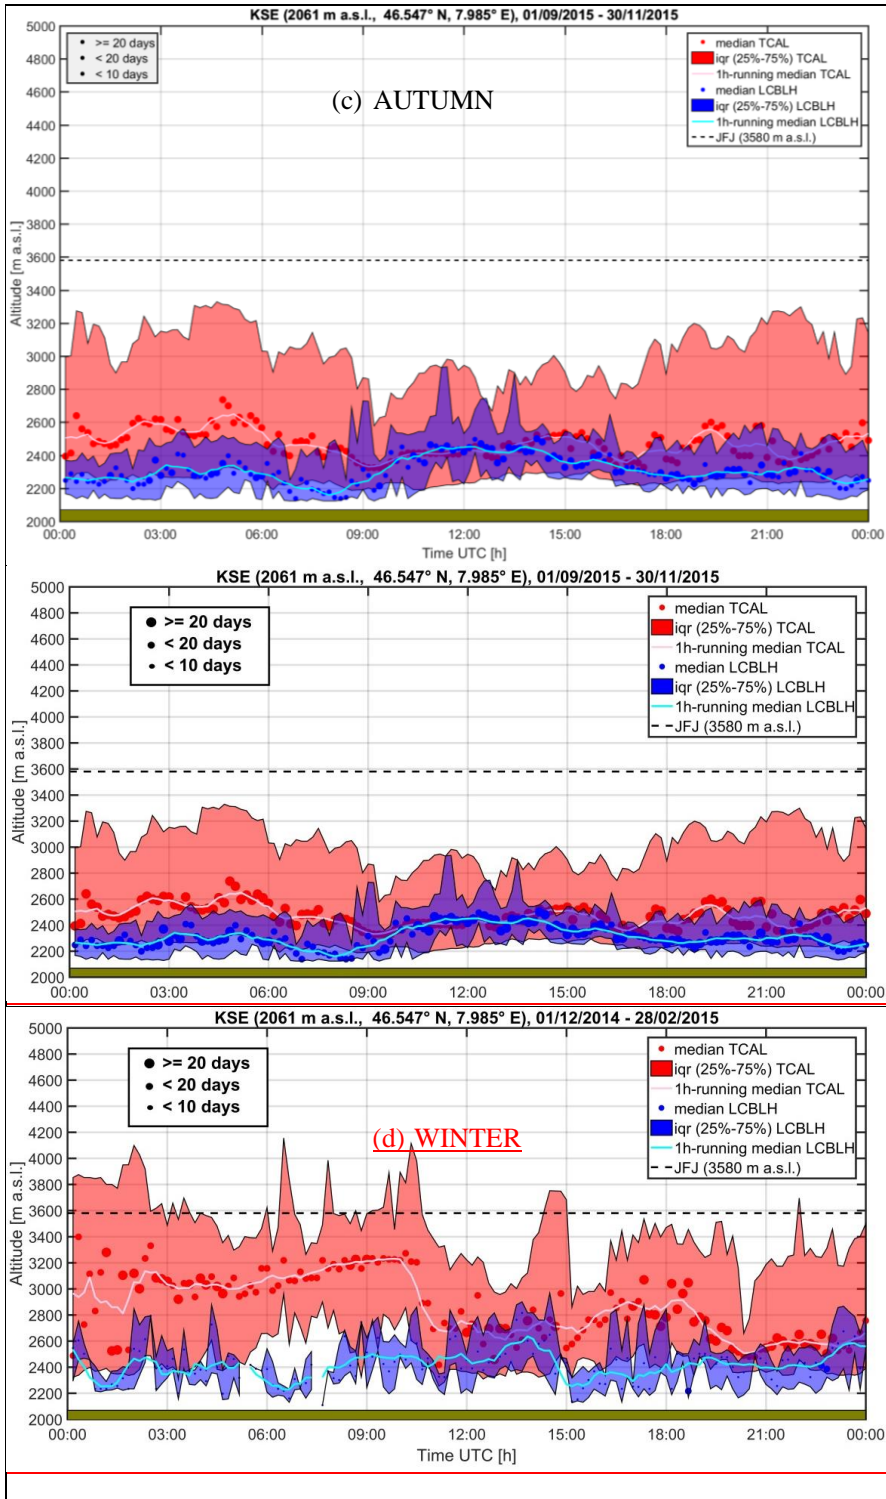 KSE (2061 m a.s.l., 46.547° N, 7.985° E), 01/09/2015 - 30/11/2015
>= 20 days
< 20 days
< 10 days
(c) AUTUMN
median TCAL
iqr (25%-75%) TCAL
1h-running median TCAL
median LCBLH
iqr (25%-75%) LCBLH
1h-running median LCBLH
JFJ (3580 m a.s.l.)
Altitude [m a.s.l.]
5000
4800
4600
4400
4200
4000
3800
3600
3400
3200
3000
2800
2600
2400
2200
2000
00:00 03:00 06:00 09:00 12:00 15:00 18:00 21:00 00:00
Time UTC [h]
KSE (2061 m a.s.l., 46.547° N, 7.985° E), 01/09/2015 - 30/11/2015
>= 20 days
< 20 days
< 10 days
median TCAL
iqr (25%-75%) TCAL
1h-running median TCAL
median LCBLH
iqr (25%-75%) LCBLH
1h-running median LCBLH
JFJ (3580 m a.s.l.)
Altitude [m a.s.l.]
5000
4800
4600
4400
4200
4000
3800
3600
3400
3200
3000
2800
2600
2400
2200
2000
00:00 03:00 06:00 09:00 12:00 15:00 18:00 21:00 00:00
KSE (2061 m a.s.l., 46.547° N, 7.985° E), 01/12/2014 - 28/02/2015
>= 20 days
< 20 days
< 10 days
(d) WINTER
median TCAL
iqr (25%-75%) TCAL
1h-running median TCAL
median LCBLH
iqr (25%-75%) LCBLH
1h-running median LCBLH
JFJ (3580 m a.s.l.)
Altitude [m a.s.l.]
5000
4800
4600
4400
4200
4000
3800
3600
3400
3200
3000
2800
2600
2400
2200
2000
00:00 03:00 06:00 09:00 12:00 15:00 18:00 21:00 00:00
Time UTC [h]